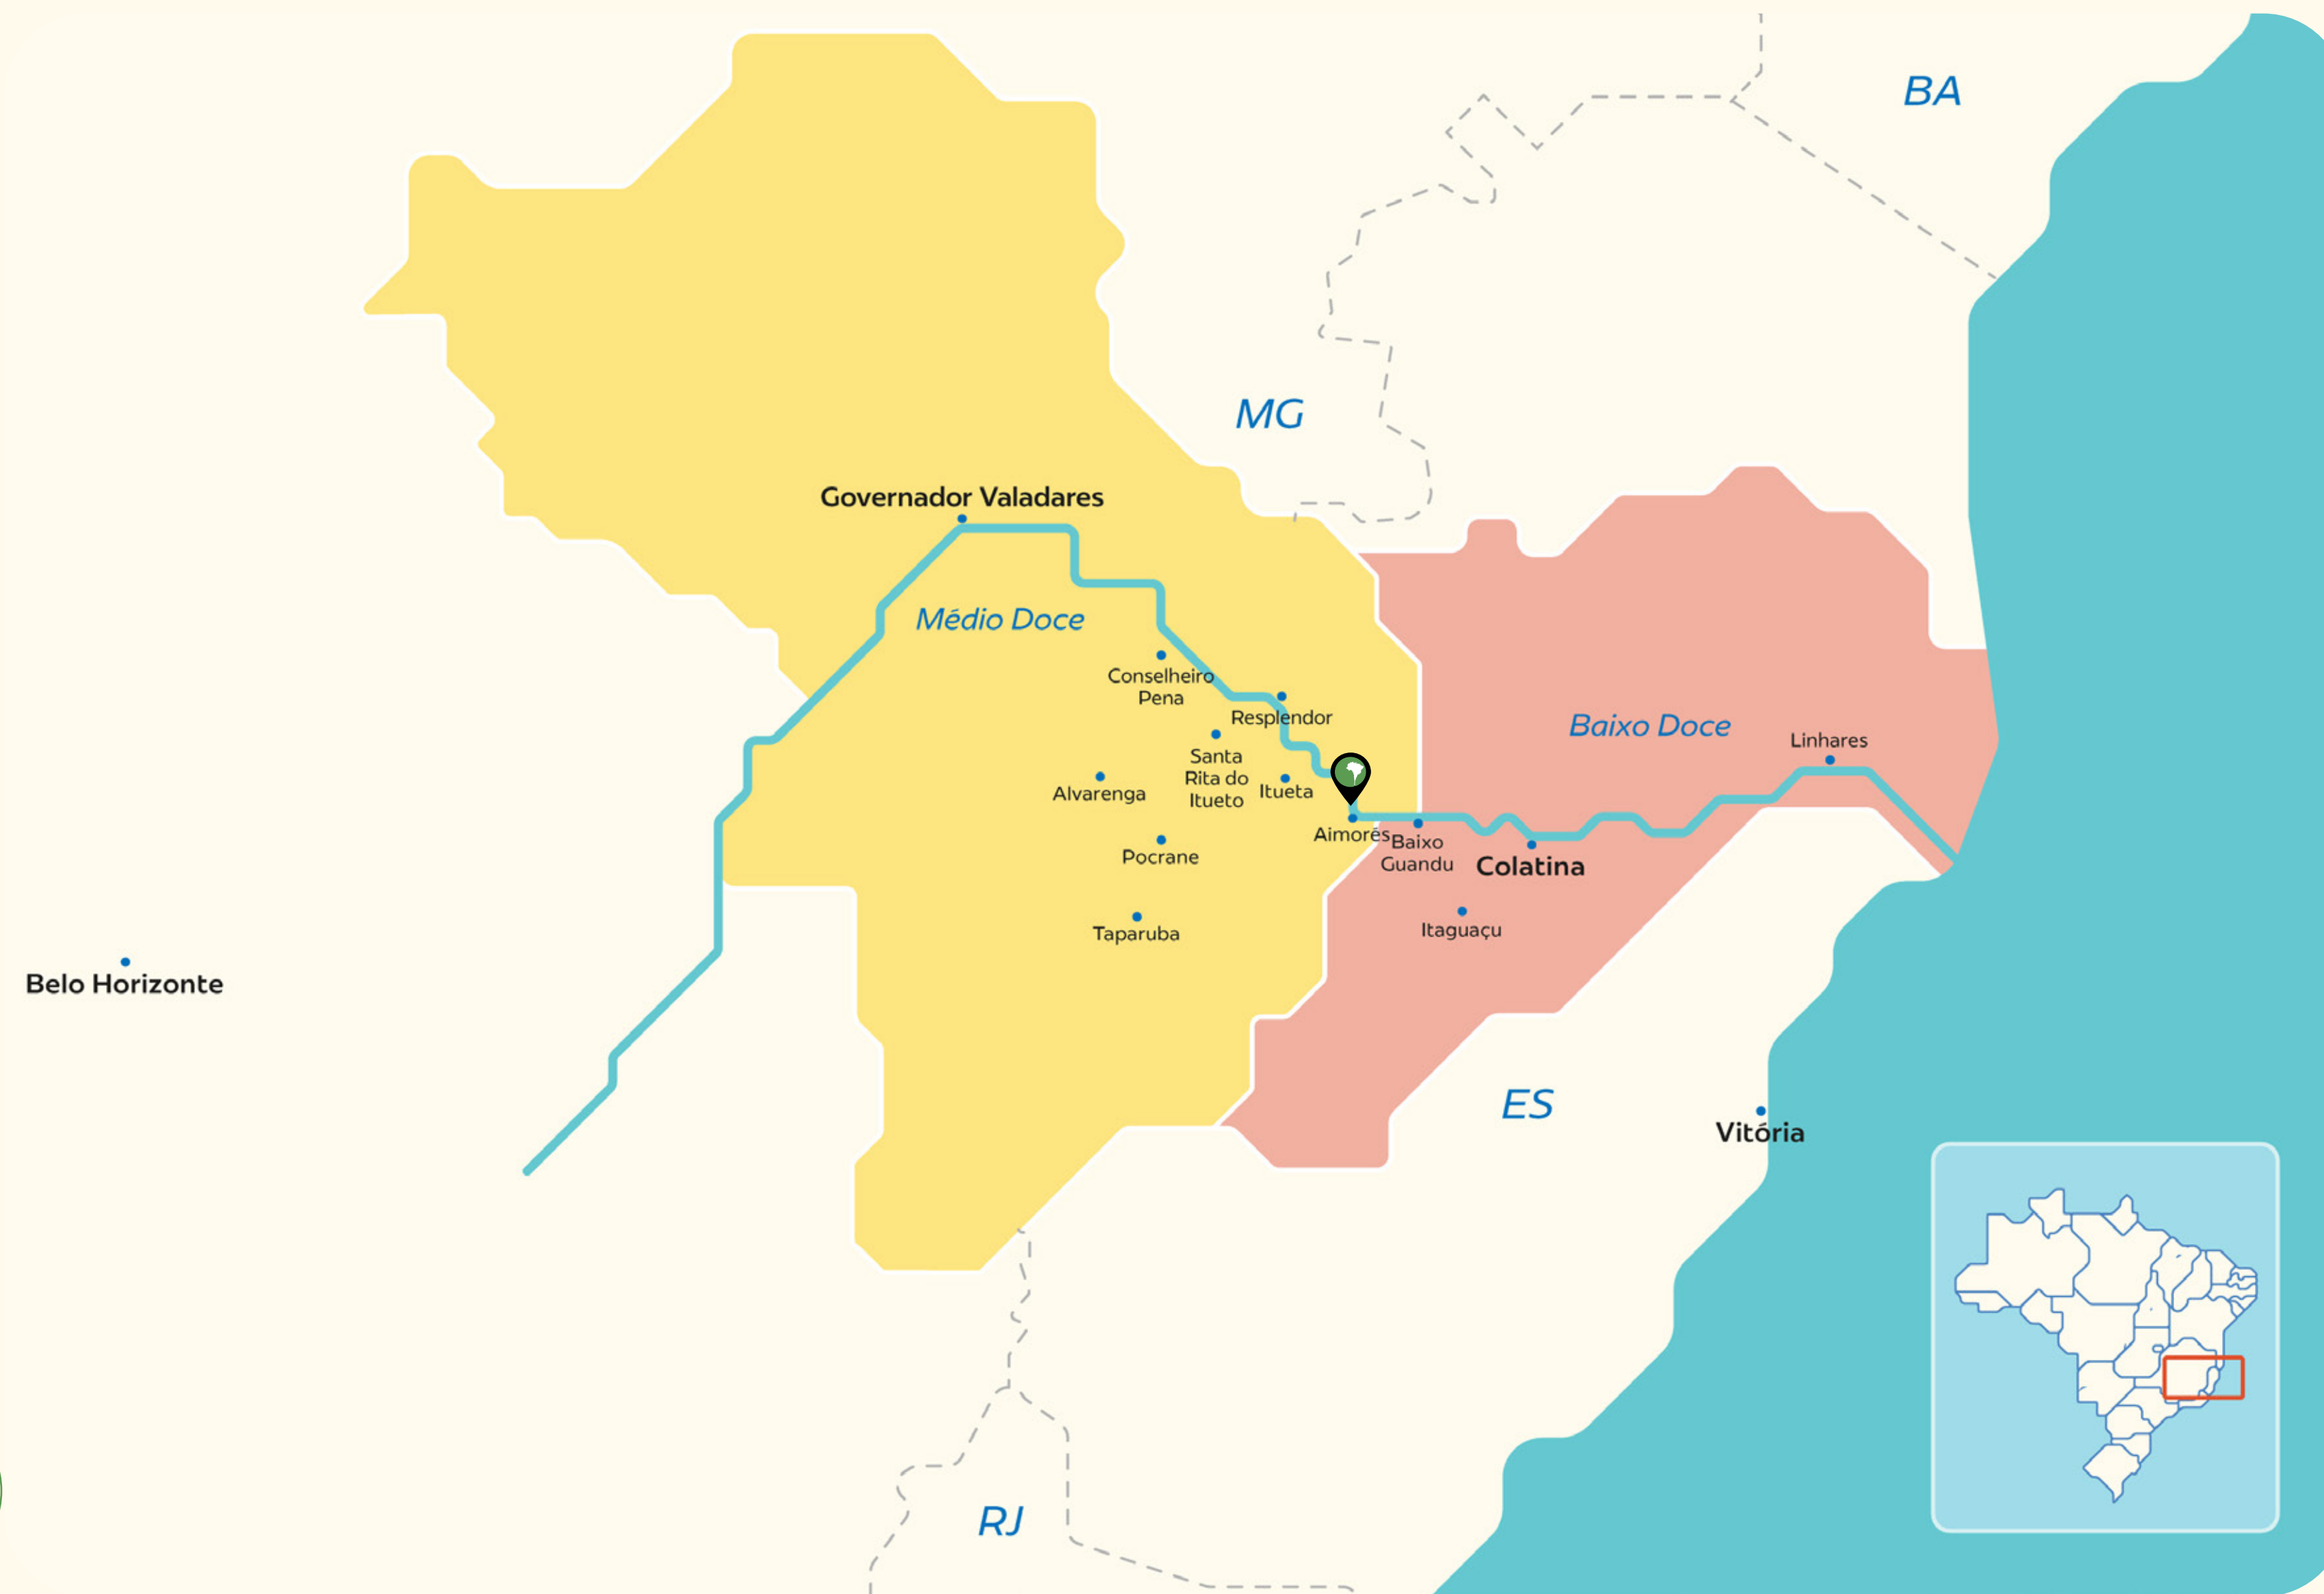 BA
MG
Governador Valadares
Médio Doce
Conselheiro
Pena
Resplendor
Baixo Doce
Linhares
Santa
Rita do
Itueto
Itueta
Alvarenga
Aimorés
Baixo
Guandu
Colatina
Pocrane
Taparuba
Itaguaçu
Belo Horizonte
ES
Vitória
RJ